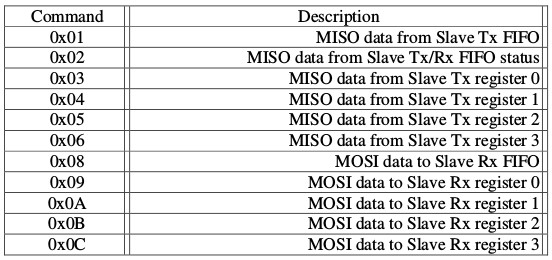 Command Description
0x01 MISO data from Slave Tx FIFO
0x02 MISO data from Slave Tx/Rx FIFO status
0x03 MISO data from Slave Tx register 0
0x04 MISO data from Slave Tx register 1
0x05 MISO data from Slave Tx register 2
0x06 MISO data from Slave Tx register 3
0x08 MOSI data to Slave Rx FIFO
0x09 MOSI data to Slave Rx register 0
0x0A MOSI data to Slave Rx register 1
0x0B MOSI data to Slave Rx register 2
0x0C MOSI data to Slave Rx register 3